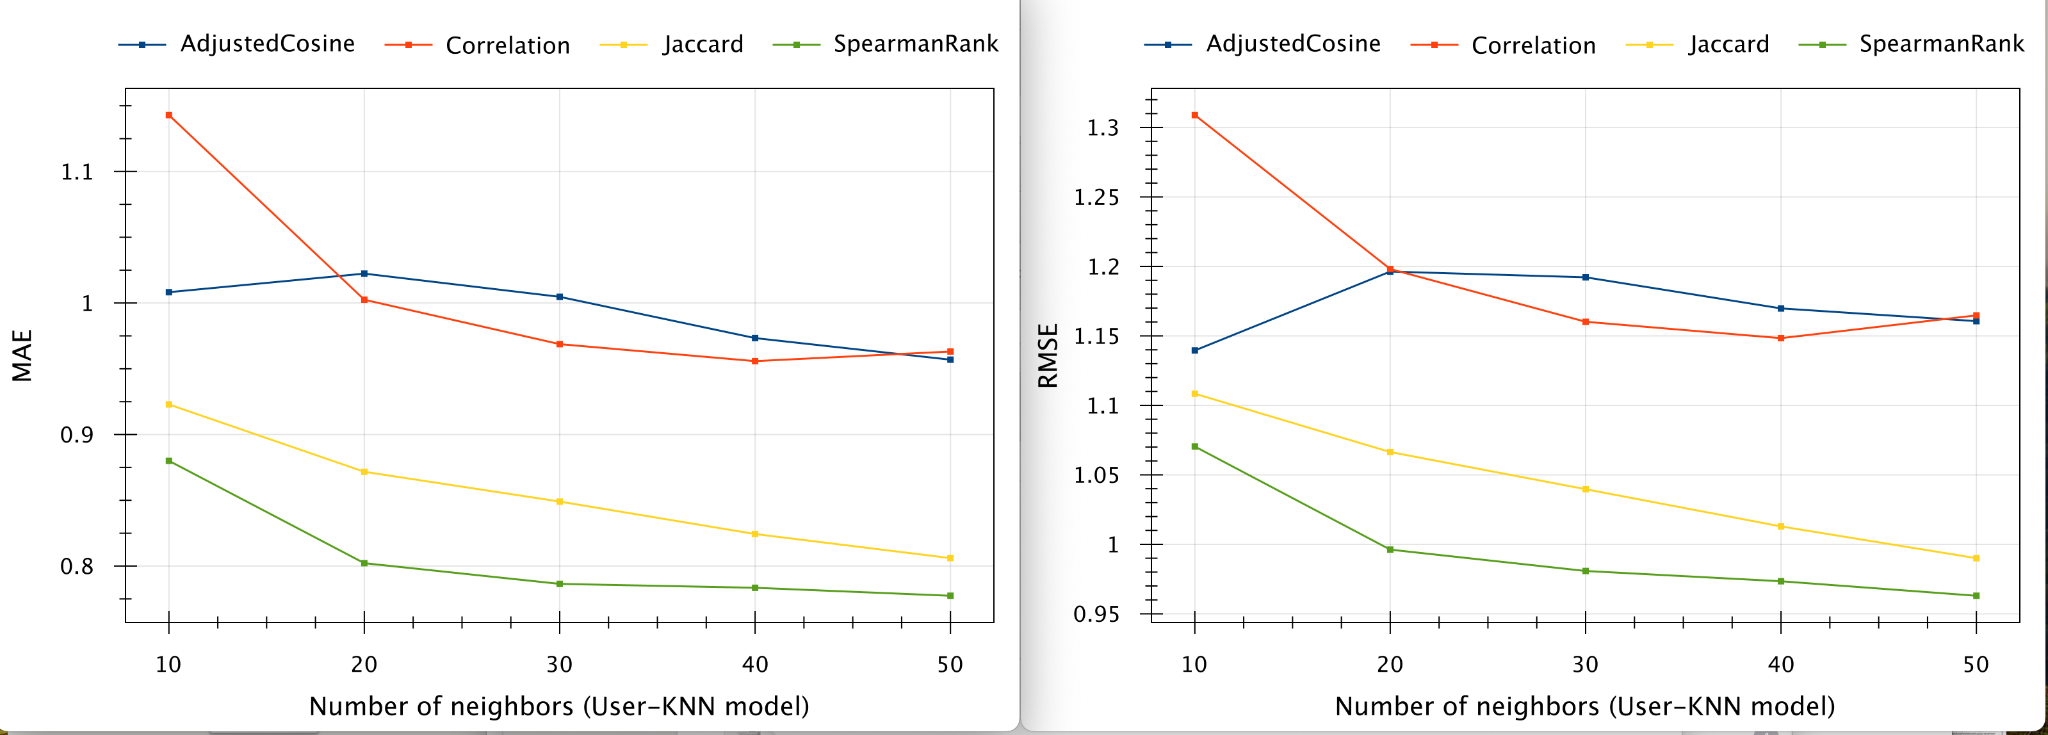 AdjustedCosine Correlation Jaccard SpearmanRank
1.1
1
0.9
0.8
MAE
10 20 30 40 50
Number of neighbors (User-KNN model)
AdjustedCosine Correlation Jaccard SpearmanRank
1.3
1.25
1.2
1.15
1.1
1.05
1
0.95
RMSE
10 20 30 40 50
Number of neighbors (User-KNN model)